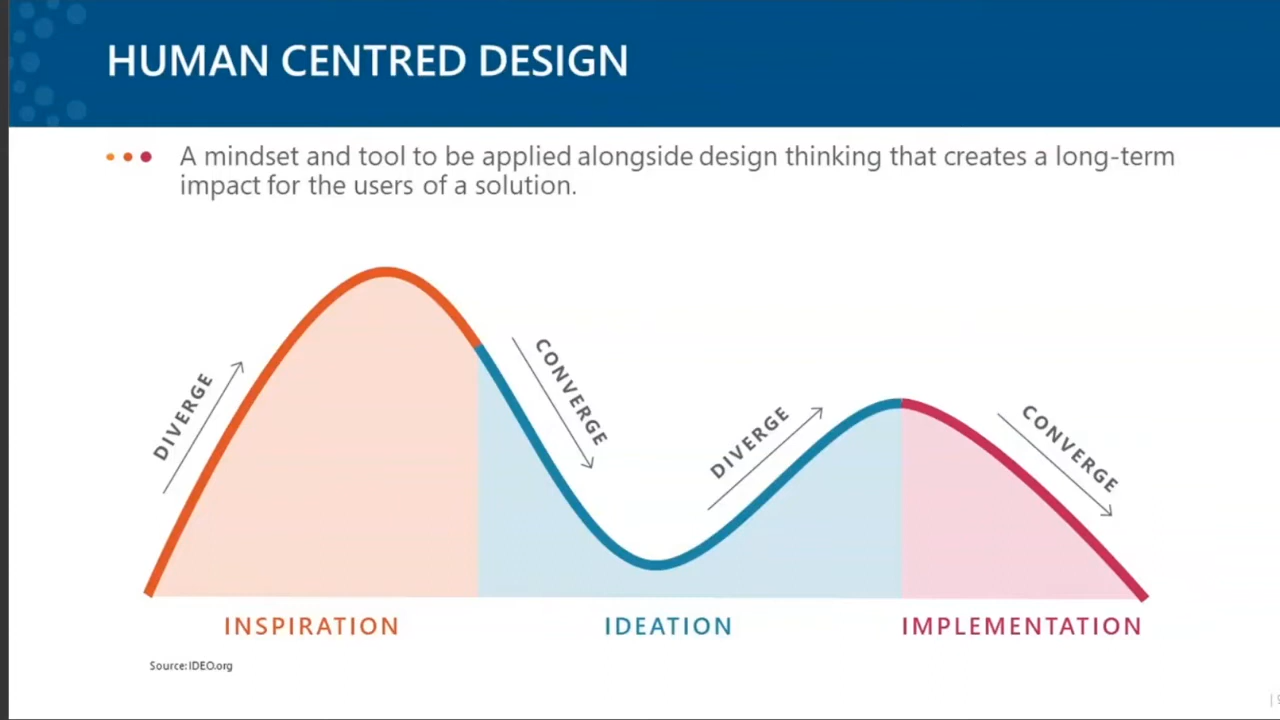 HUMAN CENTRED DESIGN
A mindset and tool to be applied alongside design thinking that creates a long-term
impact for the users of a solution.
DIVERGE
CONVERGE
DIVERGE
CONVERGE
INSPIRATION
IDEATION
IMPLEMENTATION
Source: IDEO.org